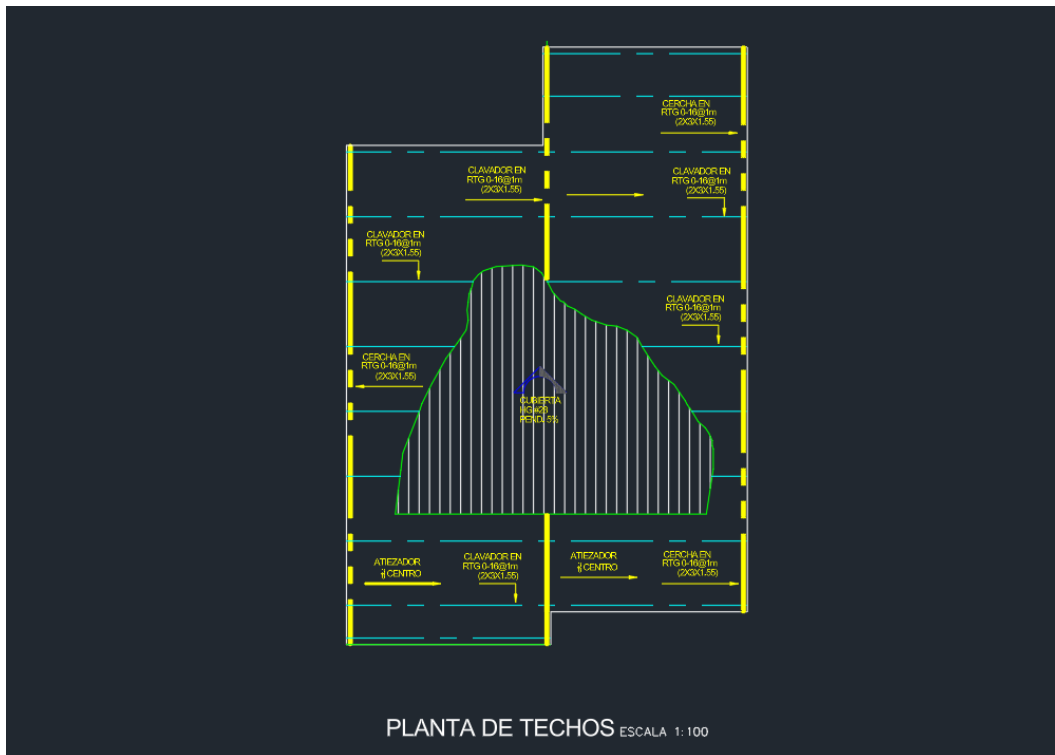 CERCHA EN
RTG 0-16@1m
(2X3X1.55)
CLAVADOR EN
RTG 0-16@1m
(2X3X1.55)
CLAVADOR EN
RTG 0-16@1m
(2X3X1.55)
CLAVADOR EN
RTG 0-16@1m
(2X3X1.55)
CLAVADOR EN
RTG 0-16@1m
(2X3X1.55)
CERCHA EN
RTG 0-16@1m
(2X3X1.55)
CUBIERTA
HG #28
PEND. 5%
ATIEZADOR
CENTRO
CLAVADOR EN
RTG 0-16@1m
(2X3X1.55)
ATIEZADOR
CENTRO
CERCHA EN
RTG 0-16@1m
(2X3X1.55)
PLANTA DE TECHOS ESCALA 1:100